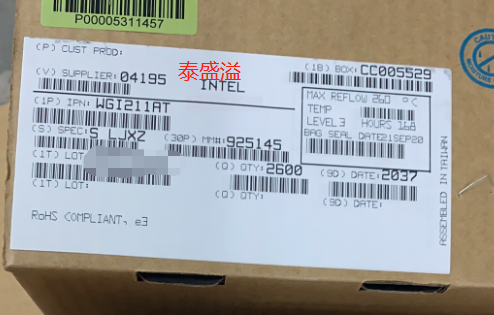 P00005311457
(P) CUST PROD:
(V) SUPPLIER: 04195 泰盛溢 INTEL (1B) BOX: CC005529
(1P) IPN: WGI211AT
MAX REFLOW 260 °C
TEMP
LEVEL 3 HOURS 168
BAG SEAL DATE21SEP20
(S) SPEC: S LJXZ (30P) MM#: 925145
(1T) LOT: (Q) QTY: 2600 (9D) DATE: 2037
(1T) LOT: (Q) QTY: (9D) DATE:
RoHS COMPLIANT, e3
ASSEMBLED IN TAIWAN